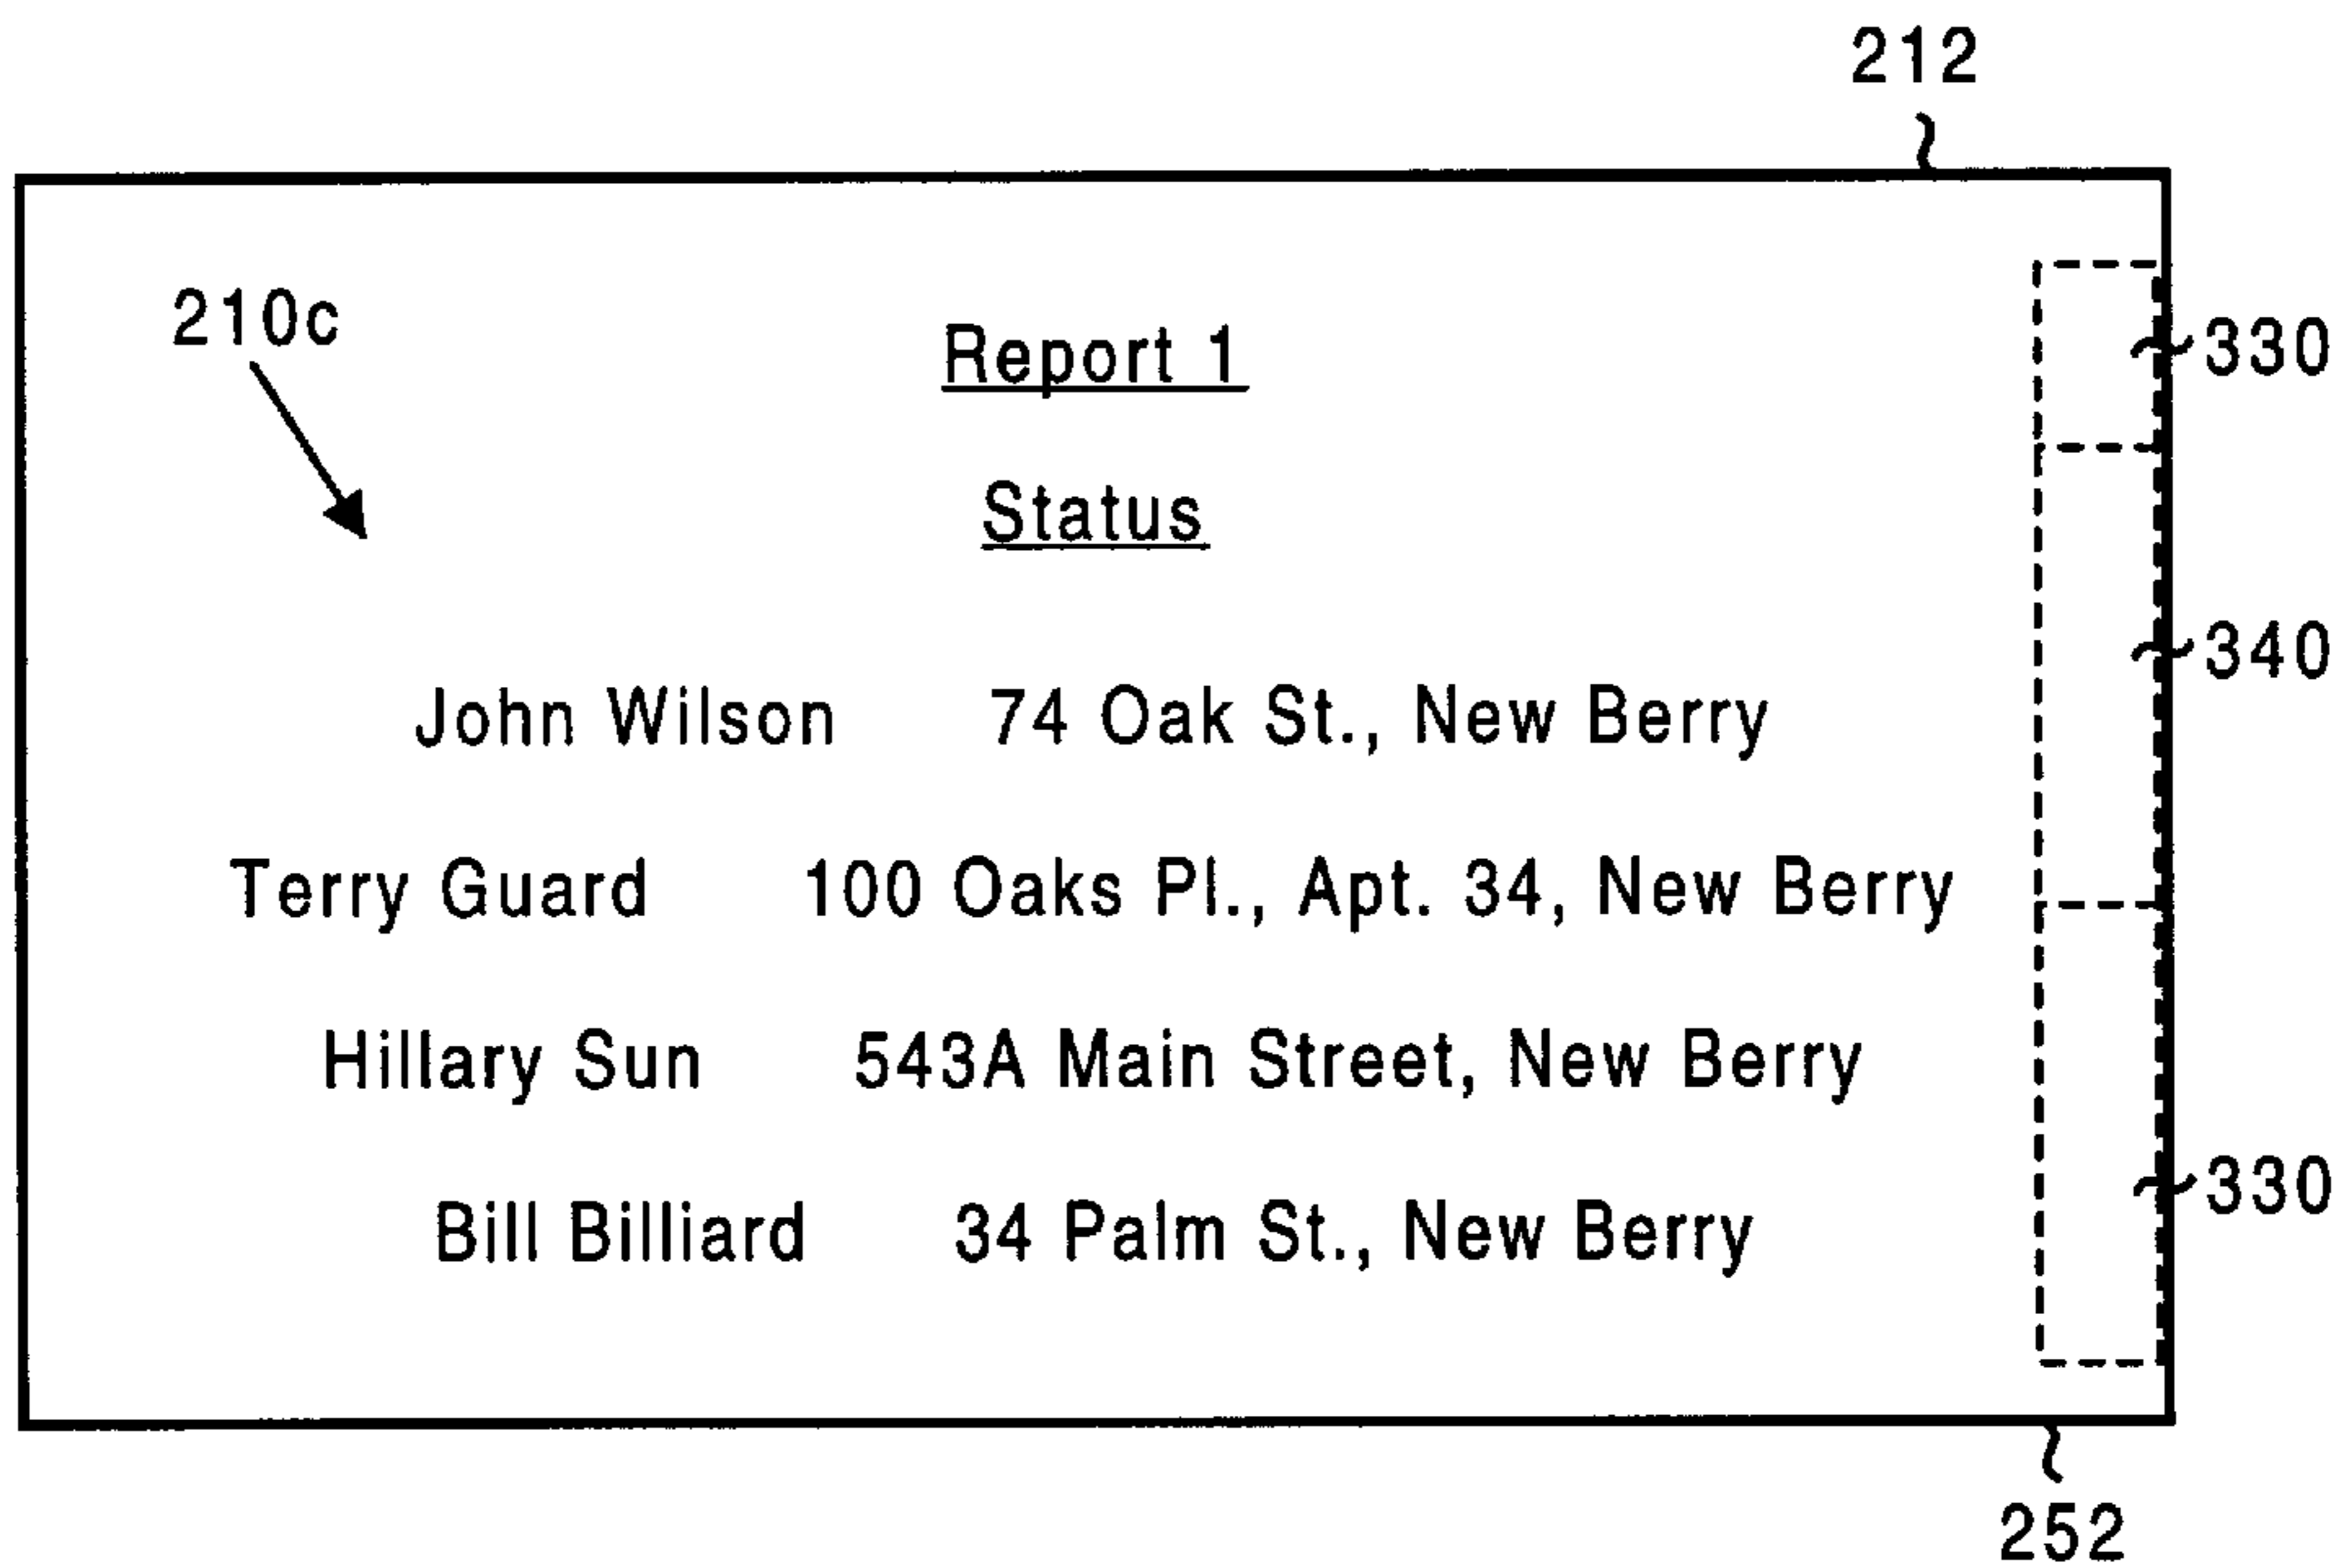 212
210c
Report 1
330
Status
340
John Wilson 74 Oak St., New Berry
Terry Guard 100 Oaks Pl., Apt. 34, New Berry
Hillary Sun 543A Main Street, New Berry
330
Bill Billiard 34 Palm St., New Berry
252